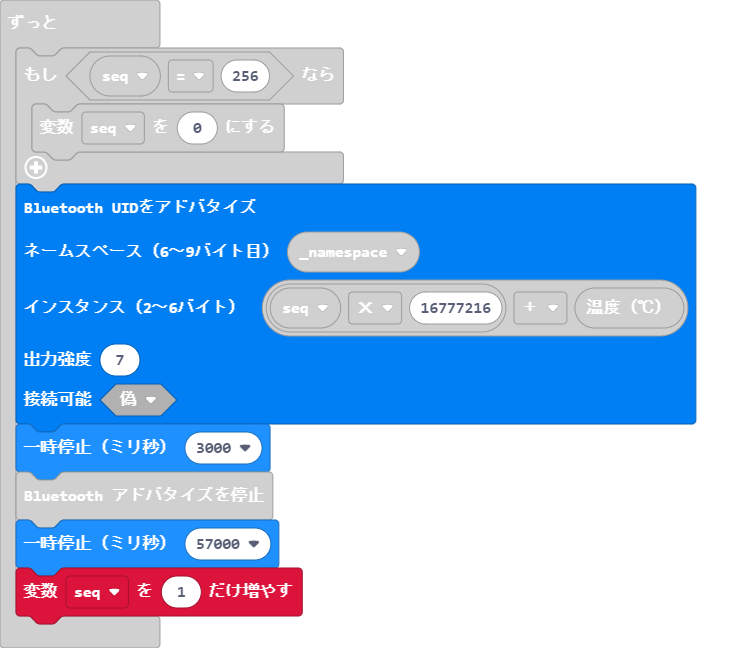 ずっと
もし seq = 256 なら
変数 seq を 0 にする
Bluetooth UIDをアドバタイズ
ネームスペース（6〜9バイト目） _namespace
インスタンス（2〜6バイト） seq × 16777216 + 温度（℃）
出力強度 7
接続可能 偽
一時停止（ミリ秒） 3000
Bluetooth アドバタイズを停止
一時停止（ミリ秒） 57000
変数 seq を 1 だけ増やす